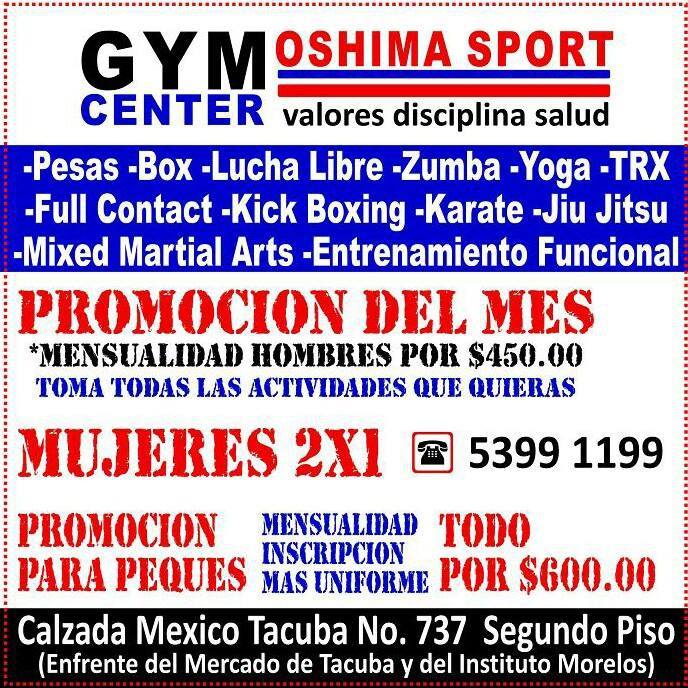 GYM OSHIMA SPORT
CENTER valores disciplina salud
-Pesas -Box -Lucha Libre -Zumba -Yoga -TRX
-Full Contact -Kick Boxing -Karate -Jiu Jitsu
-Mixed Martial Arts -Entrenamiento Funcional
PROMOCION DEL MES
*MENSUALIDAD HOMBRES POR $450.00
TOMA TODAS LAS ACTIVIDADES QUE QUIERAS
MUJERES 2X1 5399 1199
PROMOCION
PARA PEQUES
MENSUALIDAD
INSCRIPCION
MAS UNIFORME
TODO
POR $600.00
Calzada Mexico Tacuba No. 737 Segundo Piso
(Enfrente del Mercado de Tacuba y del Instituto Morelos)